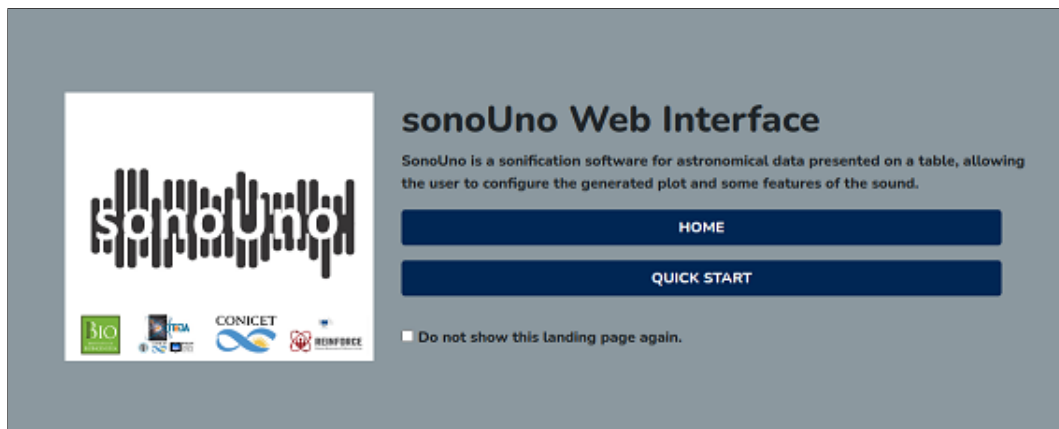 sonoUno Web Interface
SonoUno is a sonification software for astronomical data presented on a table, allowing
the user to configure the generated plot and some features of the sound.
HOME
QUICK START
Do not show this landing page again.
sonoUno
BIO
CONICET
REINFORCE